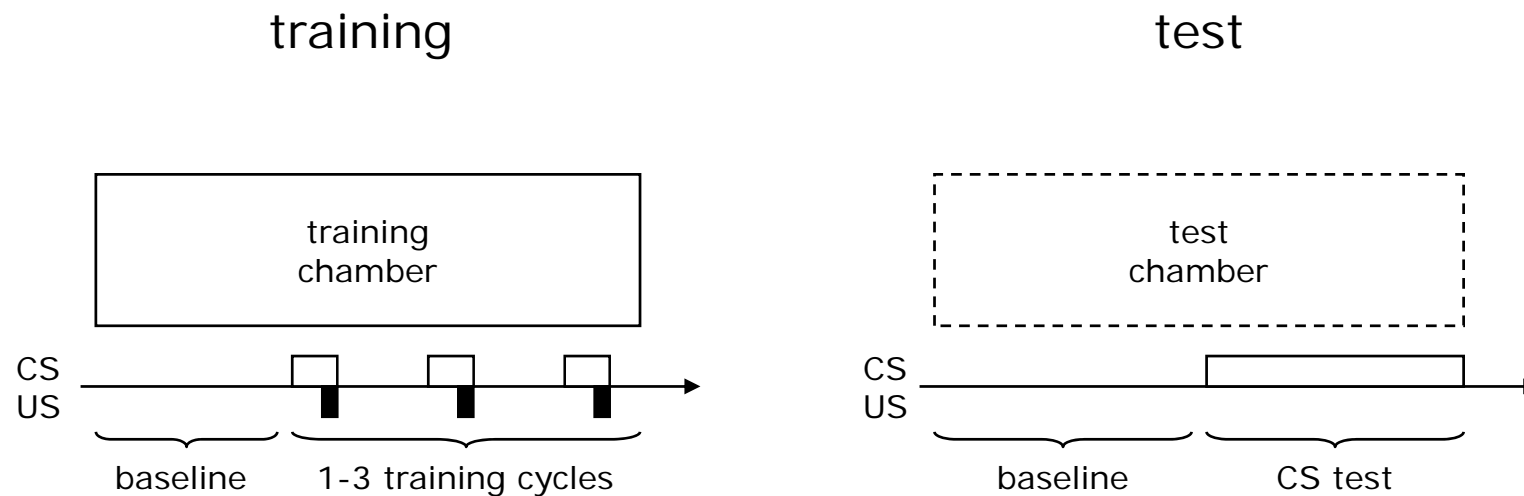 training
test
training
chamber
test
chamber
CS
US
CS
US
baseline
1-3 training cycles
baseline
CS test